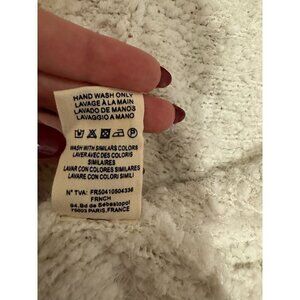 HAND WASH ONLY
LAVAGE À LA MAIN
LAVADO DE MANOS
LAVAGGIO A MANO
WASH WITH SIMILARS COLORS
LAVER AVEC DES COLORIS
SIMILAIRES
LAVAR CON COLORES SIMILARES
LAVARE CON COLORI SIMILI
N° TVA: FR50410504336
FRNCH
94, Bd de Sébastopol
75003 PARIS, FRANCE